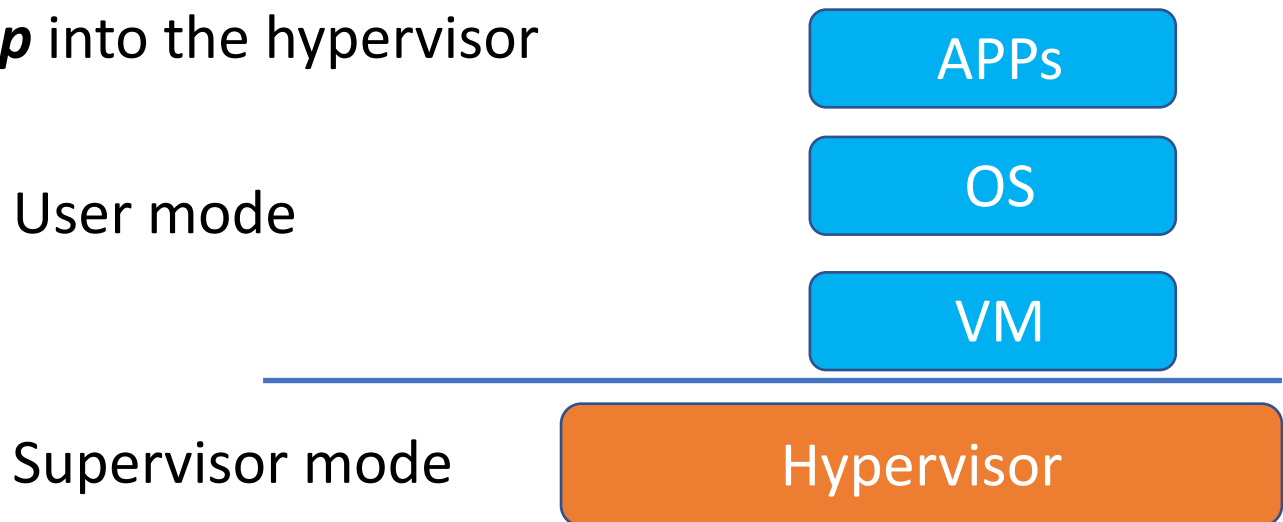 p into the hypervisor
APPs
OS
User mode
VM
Supervisor mode
Hypervisor